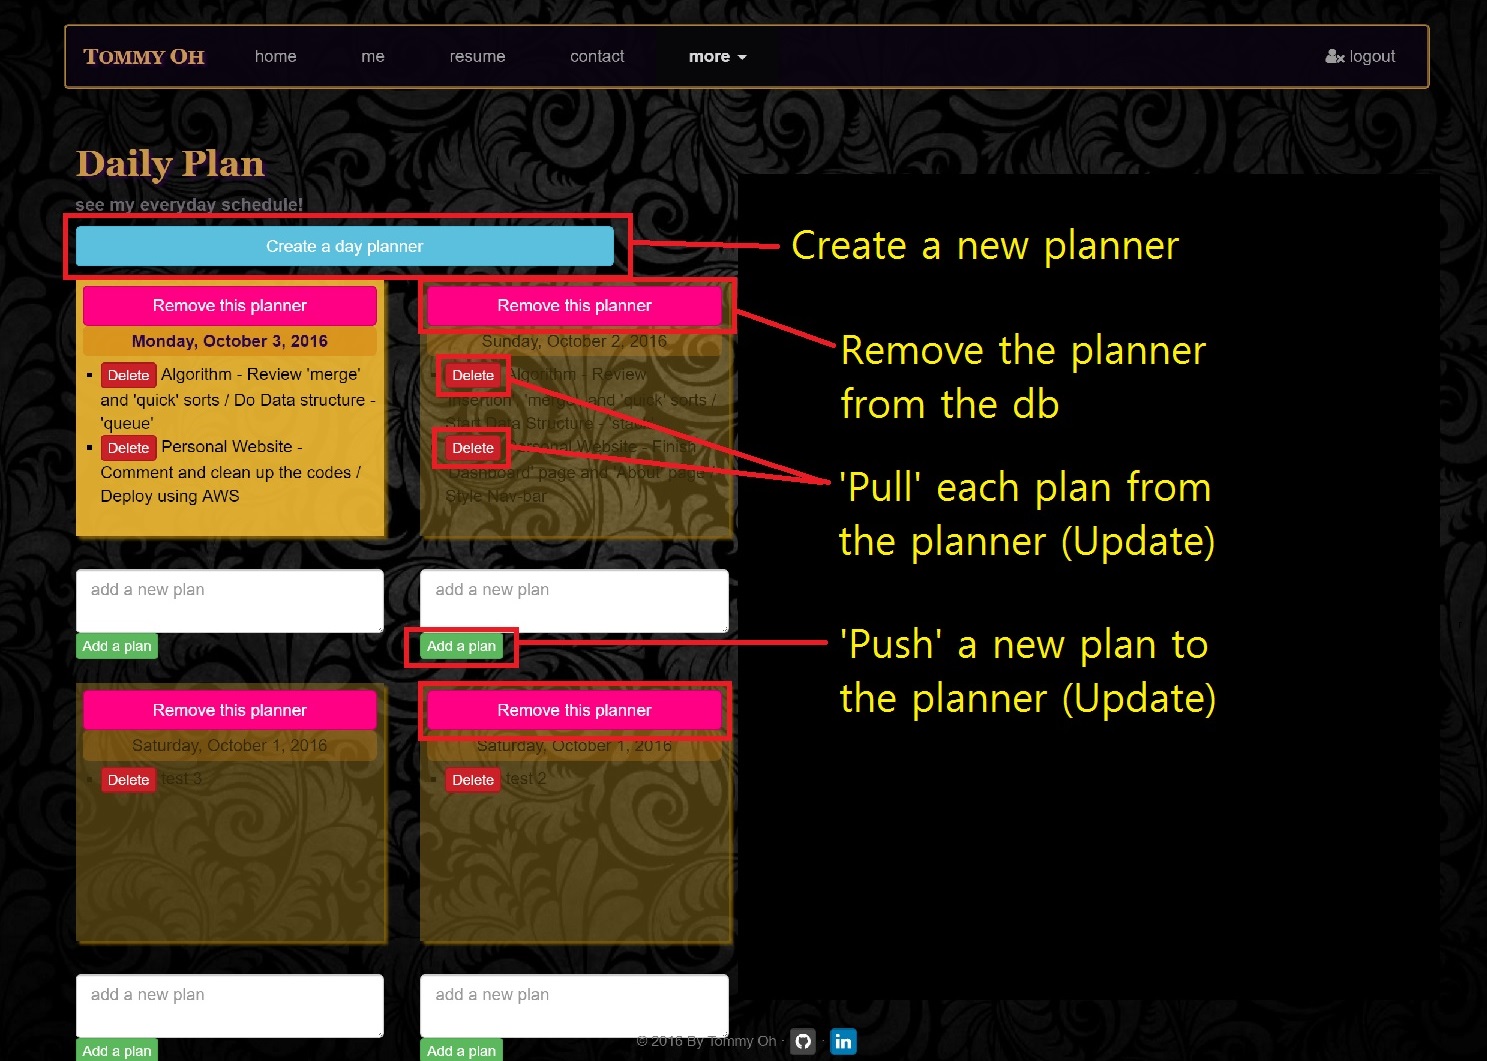 TOMMY OH home me resume contact more logout
Daily Plan
see my everyday schedule!
Create a day planner
Create a new planner
Remove this planner
Monday, October 3, 2016
Delete Algorithm - Review 'merge'
and 'quick' sorts / Do Data structure -
'queue'
Delete Personal Website -
Comment and clean up the codes /
Deploy using AWS
add a new plan
Add a plan
Remove this planner
Sunday, October 2, 2016
Delete Algorithm - Review
'insertion', 'merge', and 'quick' sorts /
Start Data Structure - 'stack'
Delete Personal Website - Finish
'Dashboard' page and 'About' page /
Style Nav-bar
add a new plan
Add a plan
Remove the planner
from the db
'Pull' each plan from
the planner (Update)
'Push' a new plan to
the planner (Update)
Remove this planner
Saturday, October 1, 2016
Delete test 3
add a new plan
Add a plan
Remove this planner
Saturday, October 1, 2016
Delete test 2
add a new plan
Add a plan
© 2016 By Tommy Oh · · in